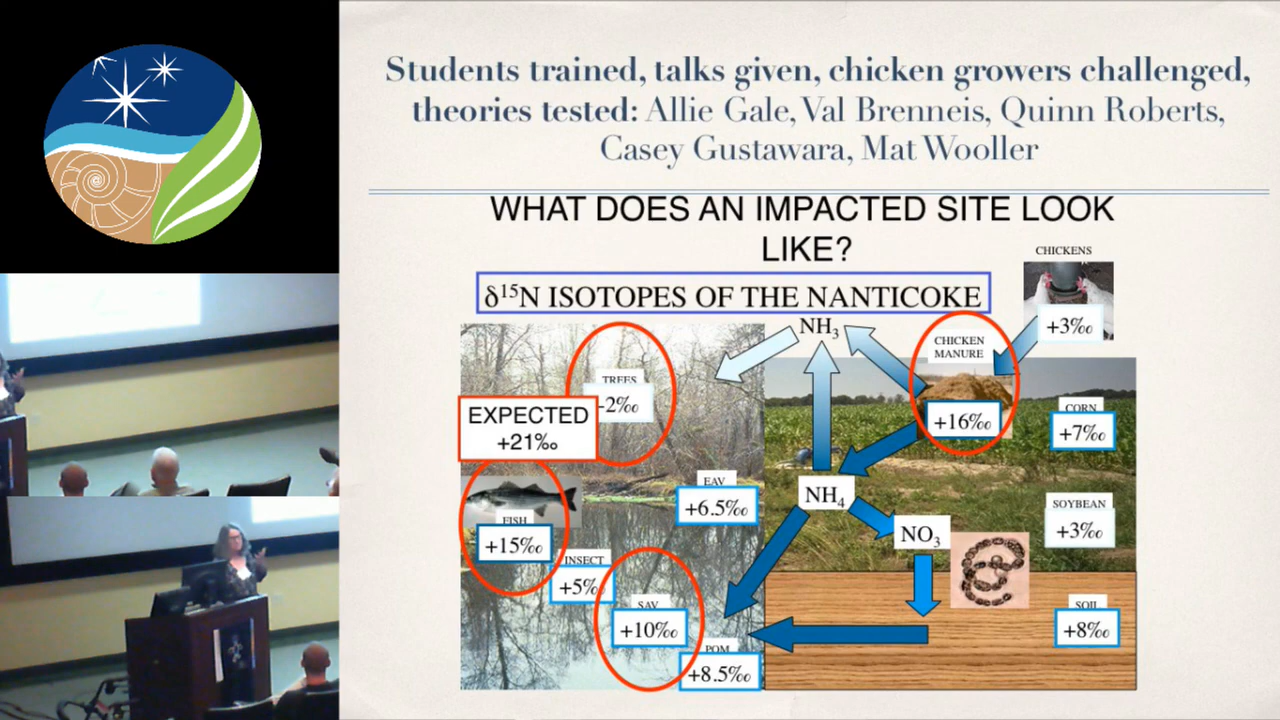 Students trained, talks given, chicken growers challenged,
theories tested: Allie Gale, Val Brenneis, Quinn Roberts,
Casey Gustawara, Mat Wooller
WHAT DOES AN IMPACTED SITE LOOK
LIKE?
CHICKENS
δ15N ISOTOPES OF THE NANTICOKE
+3‰
NH3
CHICKEN
MANURE
TREES
-2‰
+16‰
CORN
+7‰
EXPECTED
+21‰
EAV
+6.5‰
NH4
SOYBEAN
+3‰
FISH
+15‰
NO3
INSECT
+5‰
SAV
+10‰
SOIL
+8‰
POM
+8.5‰